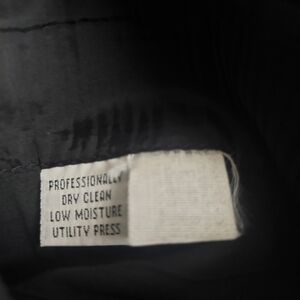 PROFESSIONALLY
DRY CLEAN
LOW MOISTURE
UTILITY PRESS